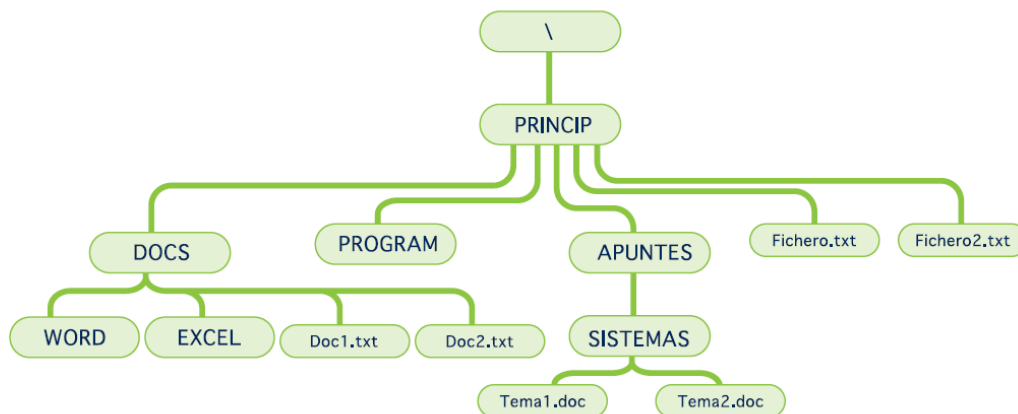 \
PRINCIP
DOCS
PROGRAM
APUNTES
Fichero.txt
Fichero2.txt
WORD
EXCEL
Doc1.txt
Doc2.txt
SISTEMAS
Tema1.doc
Tema2.doc